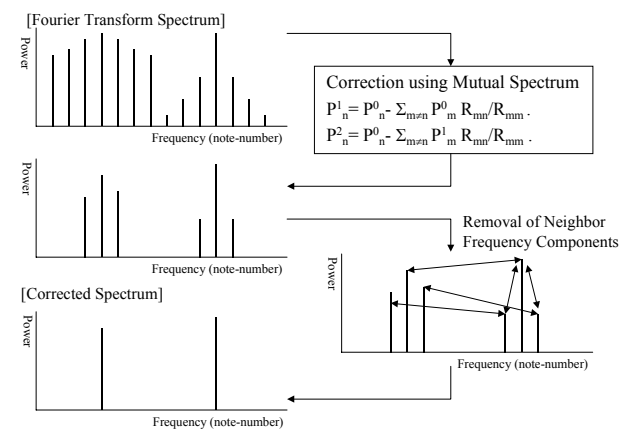 [Fourier Transform Spectrum]
Power
Frequency (note-number)
Correction using Mutual Spectrum
P¹ₙ= P⁰ₙ- Σₘ≠ₙ P⁰ₘ Rₘₙ/Rₘₘ .
P²ₙ= P⁰ₙ- Σₘ≠ₙ P¹ₘ Rₘₙ/Rₘₘ .
Power
Frequency (note-number)
Removal of Neighbor
Frequency Components
Power
Frequency (note-number)
[Corrected Spectrum]
Power
Frequency (note-number)